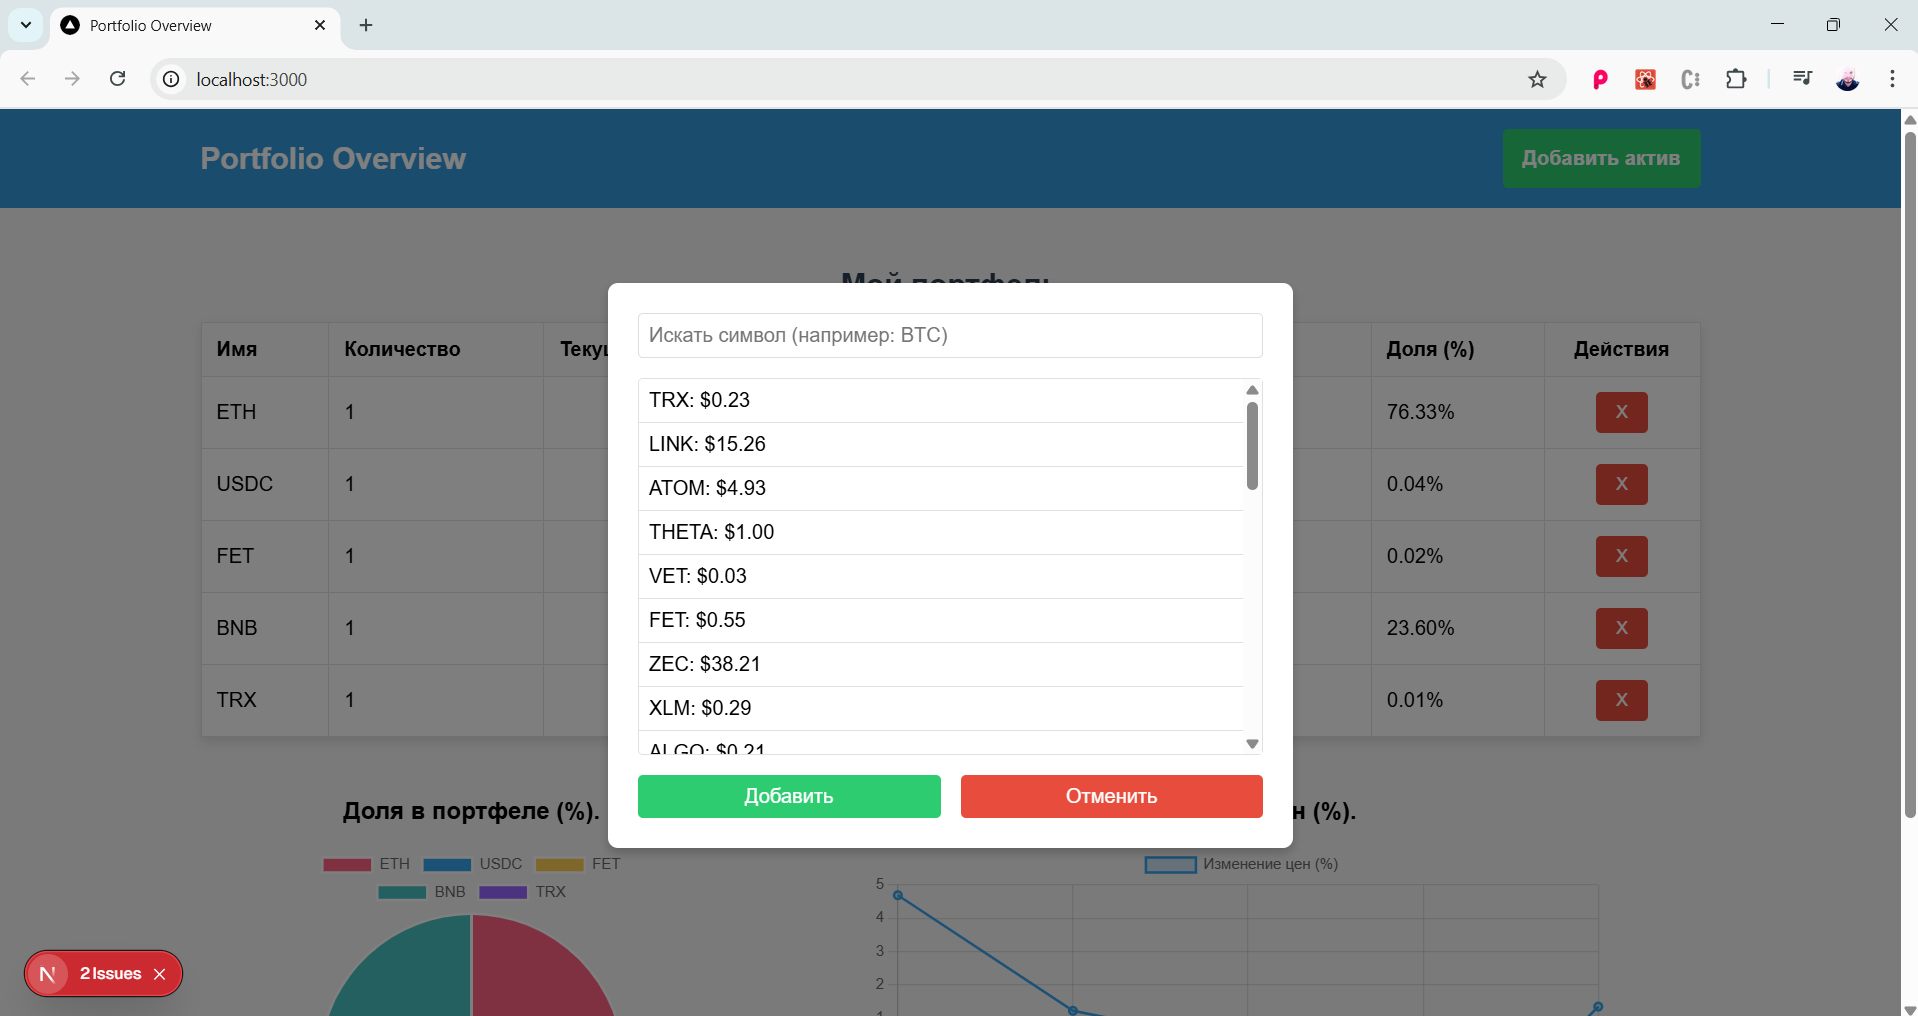 Portfolio Overview
localhost:3000
Portfolio Overview
Добавить актив
Имя
Количество
Доля (%)
Действия
ETH
1
76.33%
X
USDC
1
0.04%
X
FET
1
0.02%
X
BNB
1
23.60%
X
TRX
1
0.01%
X
Искать символ (например: BTC)
TRX: $0.23
LINK: $15.26
ATOM: $4.93
THETA: $1.00
VET: $0.03
FET: $0.55
ZEC: $38.21
XLM: $0.29
ALGO: $0.21
Добавить
Отменить
Доля в портфеле (%).
(%).
ETH
USDC
FET
BNB
TRX
Изменение цен (%)
5
4
3
2
2 Issues